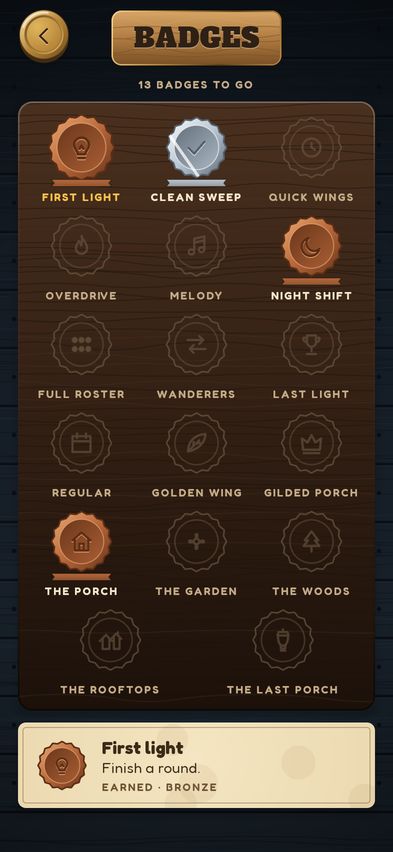 BADGES
13 BADGES TO GO
FIRST LIGHT
CLEAN SWEEP
QUICK WINGS
OVERDRIVE
MELODY
NIGHT SHIFT
FULL ROSTER
WANDERERS
LAST LIGHT
REGULAR
GOLDEN WING
GILDED PORCH
THE PORCH
THE GARDEN
THE WOODS
THE ROOFTOPS
THE LAST PORCH
First light
Finish a round.
EARNED · BRONZE